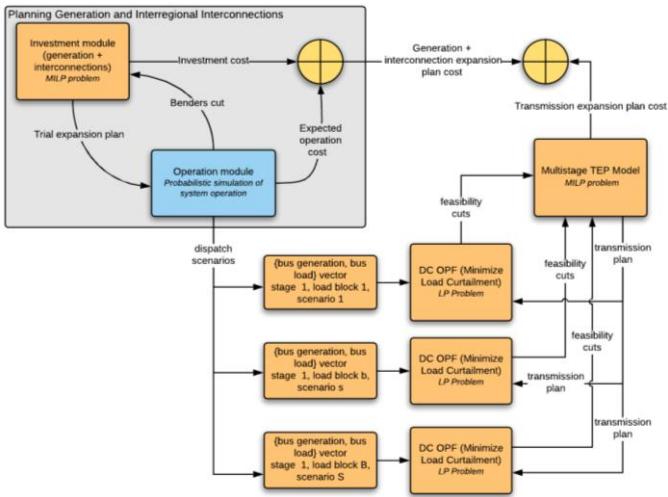 Planning Generation and Interregional Interconnections
Investment module
(generation +
interconnections)
MILP problem
Investment cost
Generation +
interconnection expansion
plan cost
Benders cut
Trial expansion plan
Expected
operation
cost
Transmission expansion plan cost
Operation module
Probabilistic simulation of
system operation
Multistage TEP Model
MILP problem
dispatch
scenarios
feasibility
cuts
transmission
plan
{bus generation, bus
load} vector
stage 1, load block 1,
scenario 1
DC OPF (Minimize
Load Curtailment)
LP Problem
feasibility
cuts
{bus generation, bus
load} vector
stage 1, load block b,
scenario s
DC OPF (Minimize
Load Curtailment)
LP Problem
feasibility
cuts
transmission
plan
transmission
plan
{bus generation, bus
load} vector
stage 1, load block B,
scenario S
DC OPF (Minimize
Load Curtailment)
LP Problem